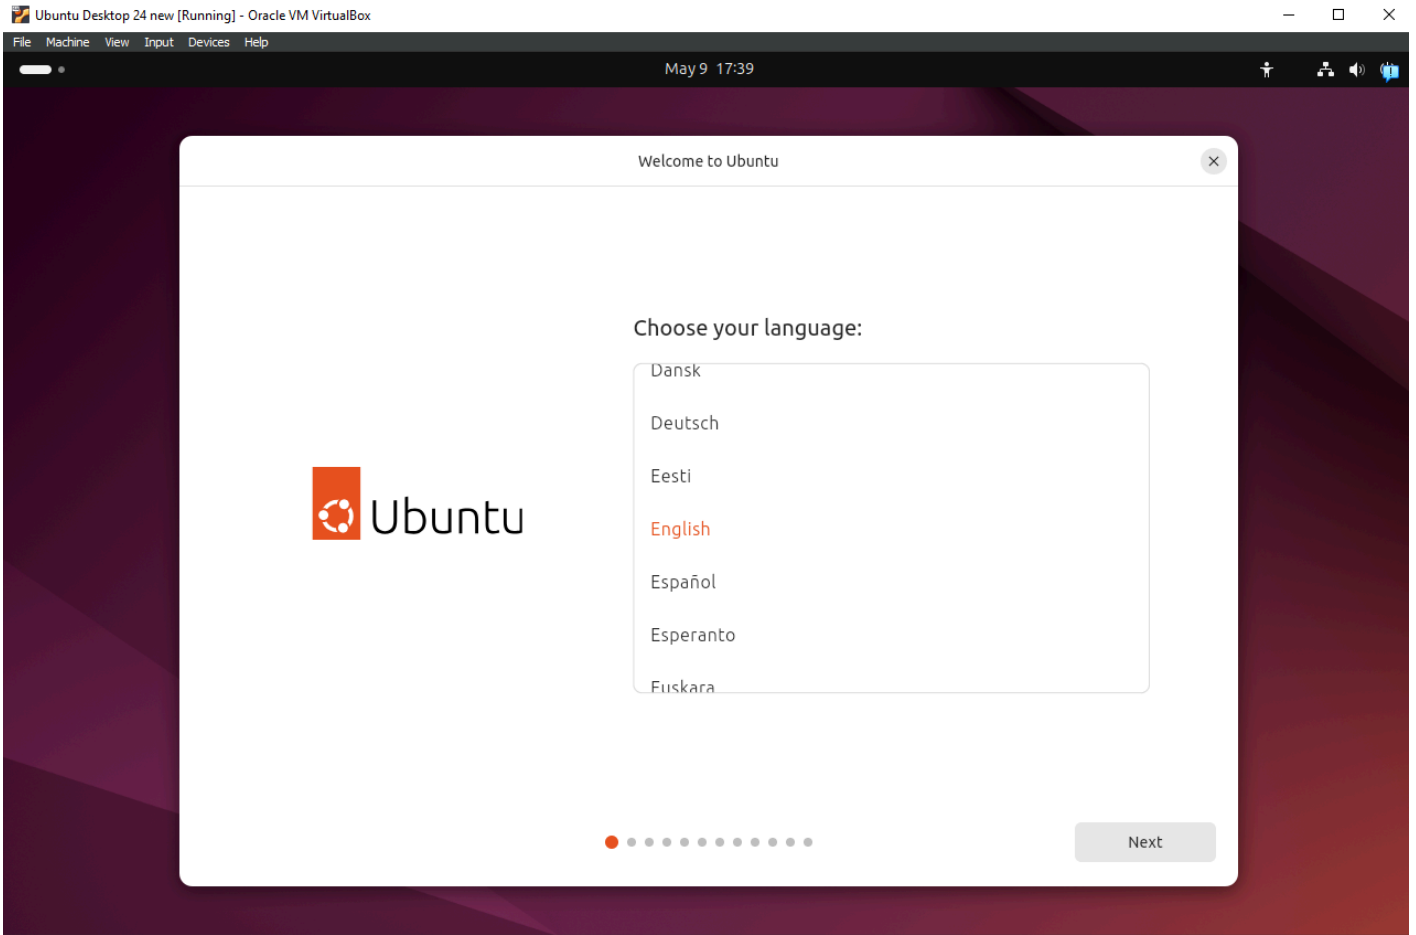 Ubuntu Desktop 24 new [Running] - Oracle VM VirtualBox
File Machine View Input Devices Help
May 9 17:39
Welcome to Ubuntu
Choose your language:
Dansk
Deutsch
Eesti
English
Ubuntu
Español
Esperanto
Euskara
Next